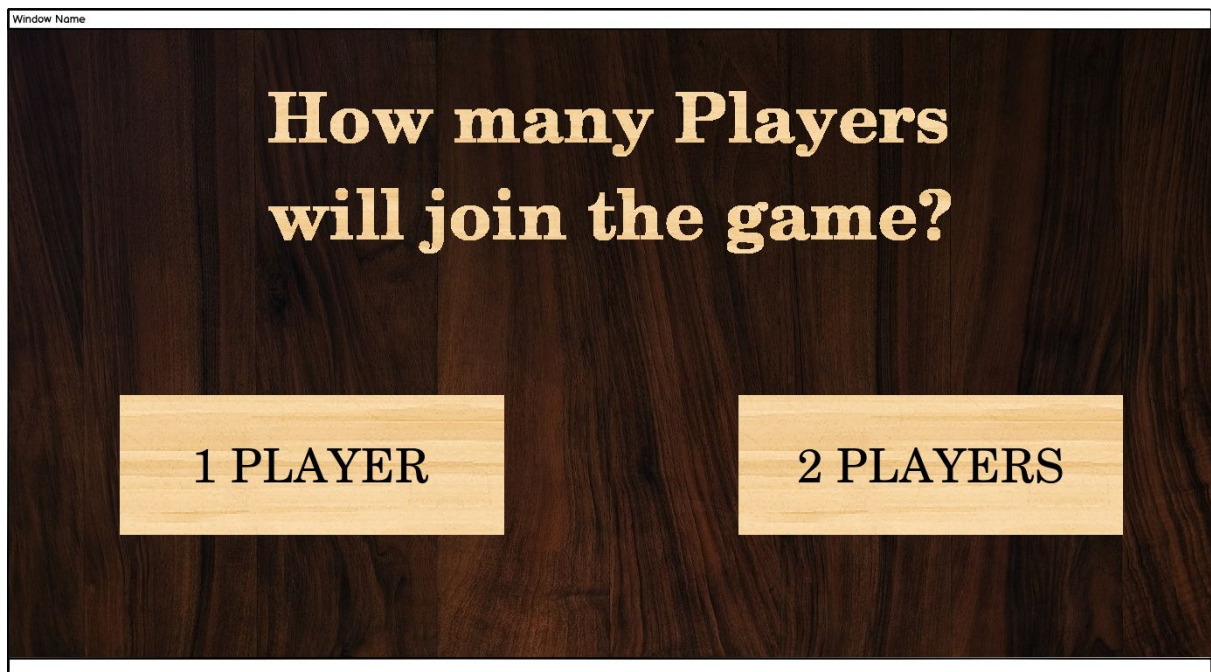 Window Name
How many Players
will join the game?
1 PLAYER
2 PLAYERS